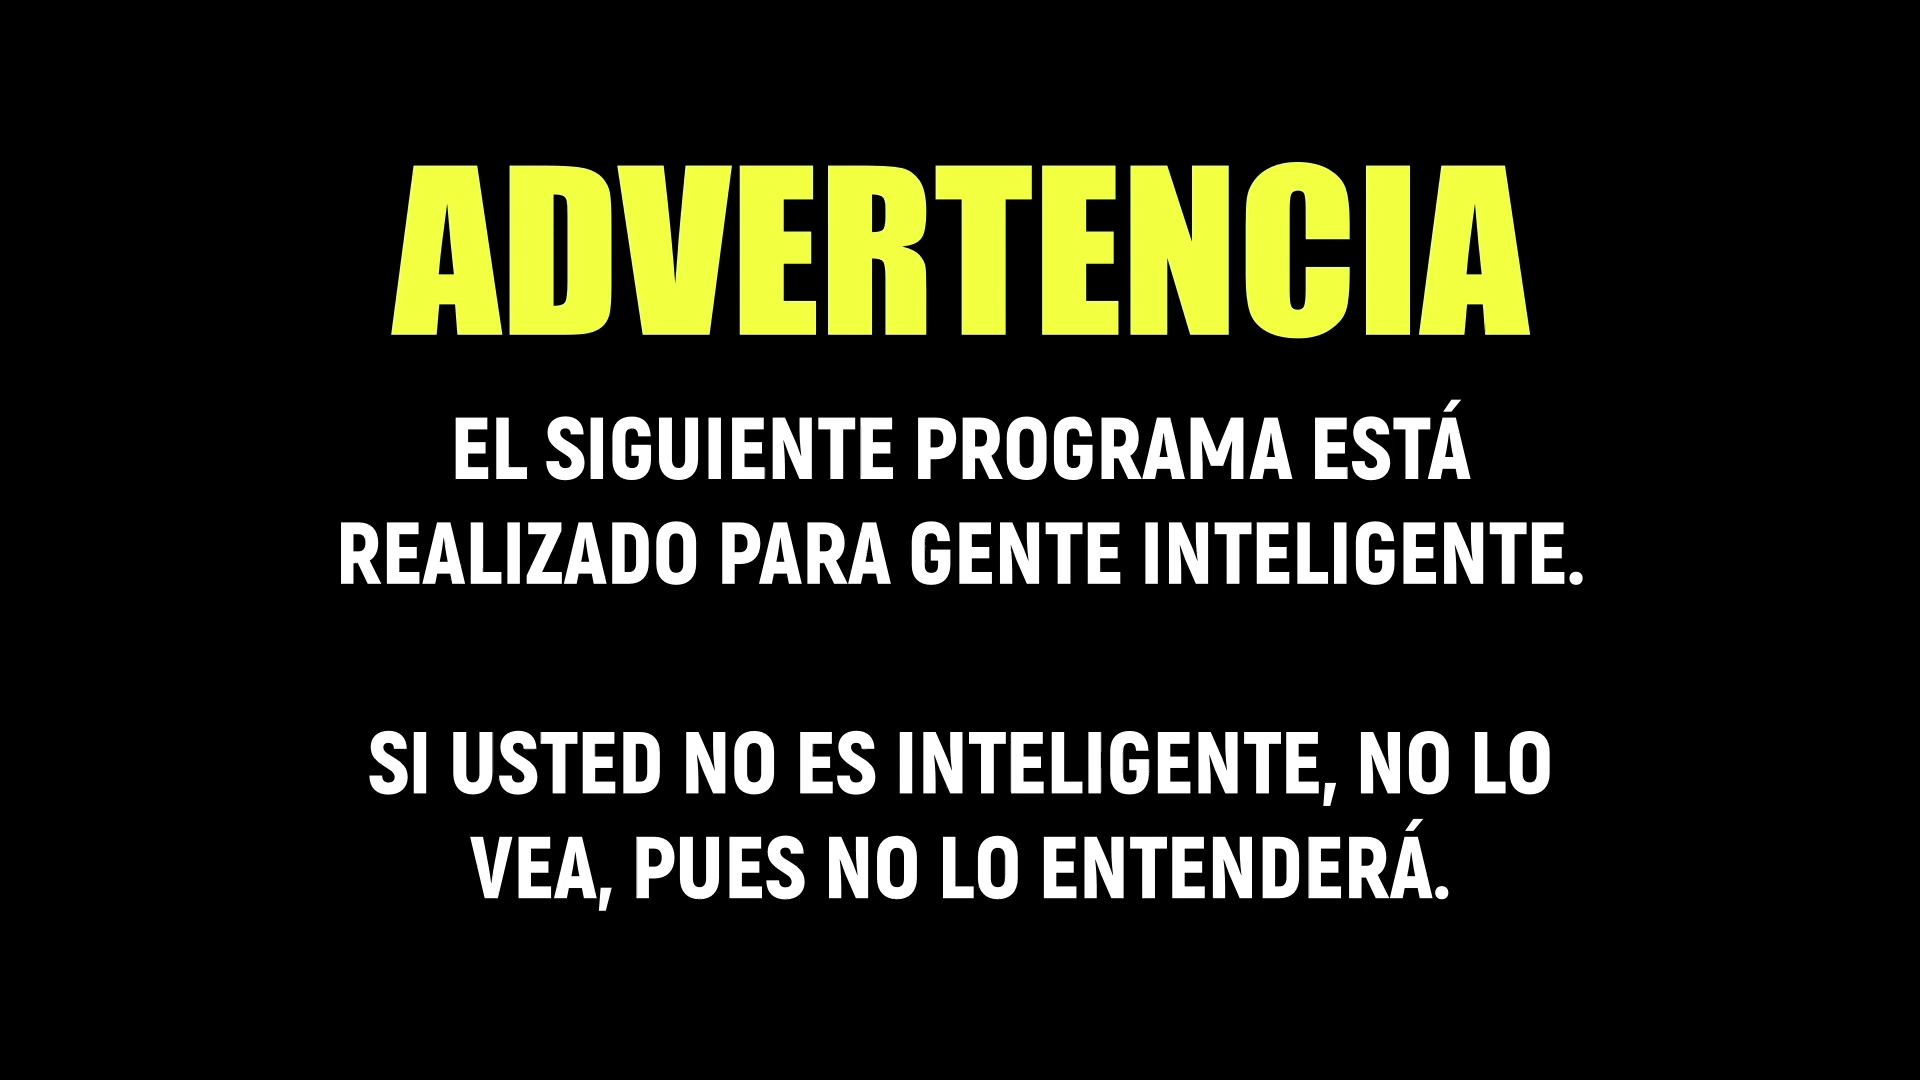 ADVERTENCIA
EL SIGUIENTE PROGRAMA ESTÁ
REALIZADO PARA GENTE INTELIGENTE.
SI USTED NO ES INTELIGENTE, NO LO
VEA, PUES NO LO ENTENDERÁ.